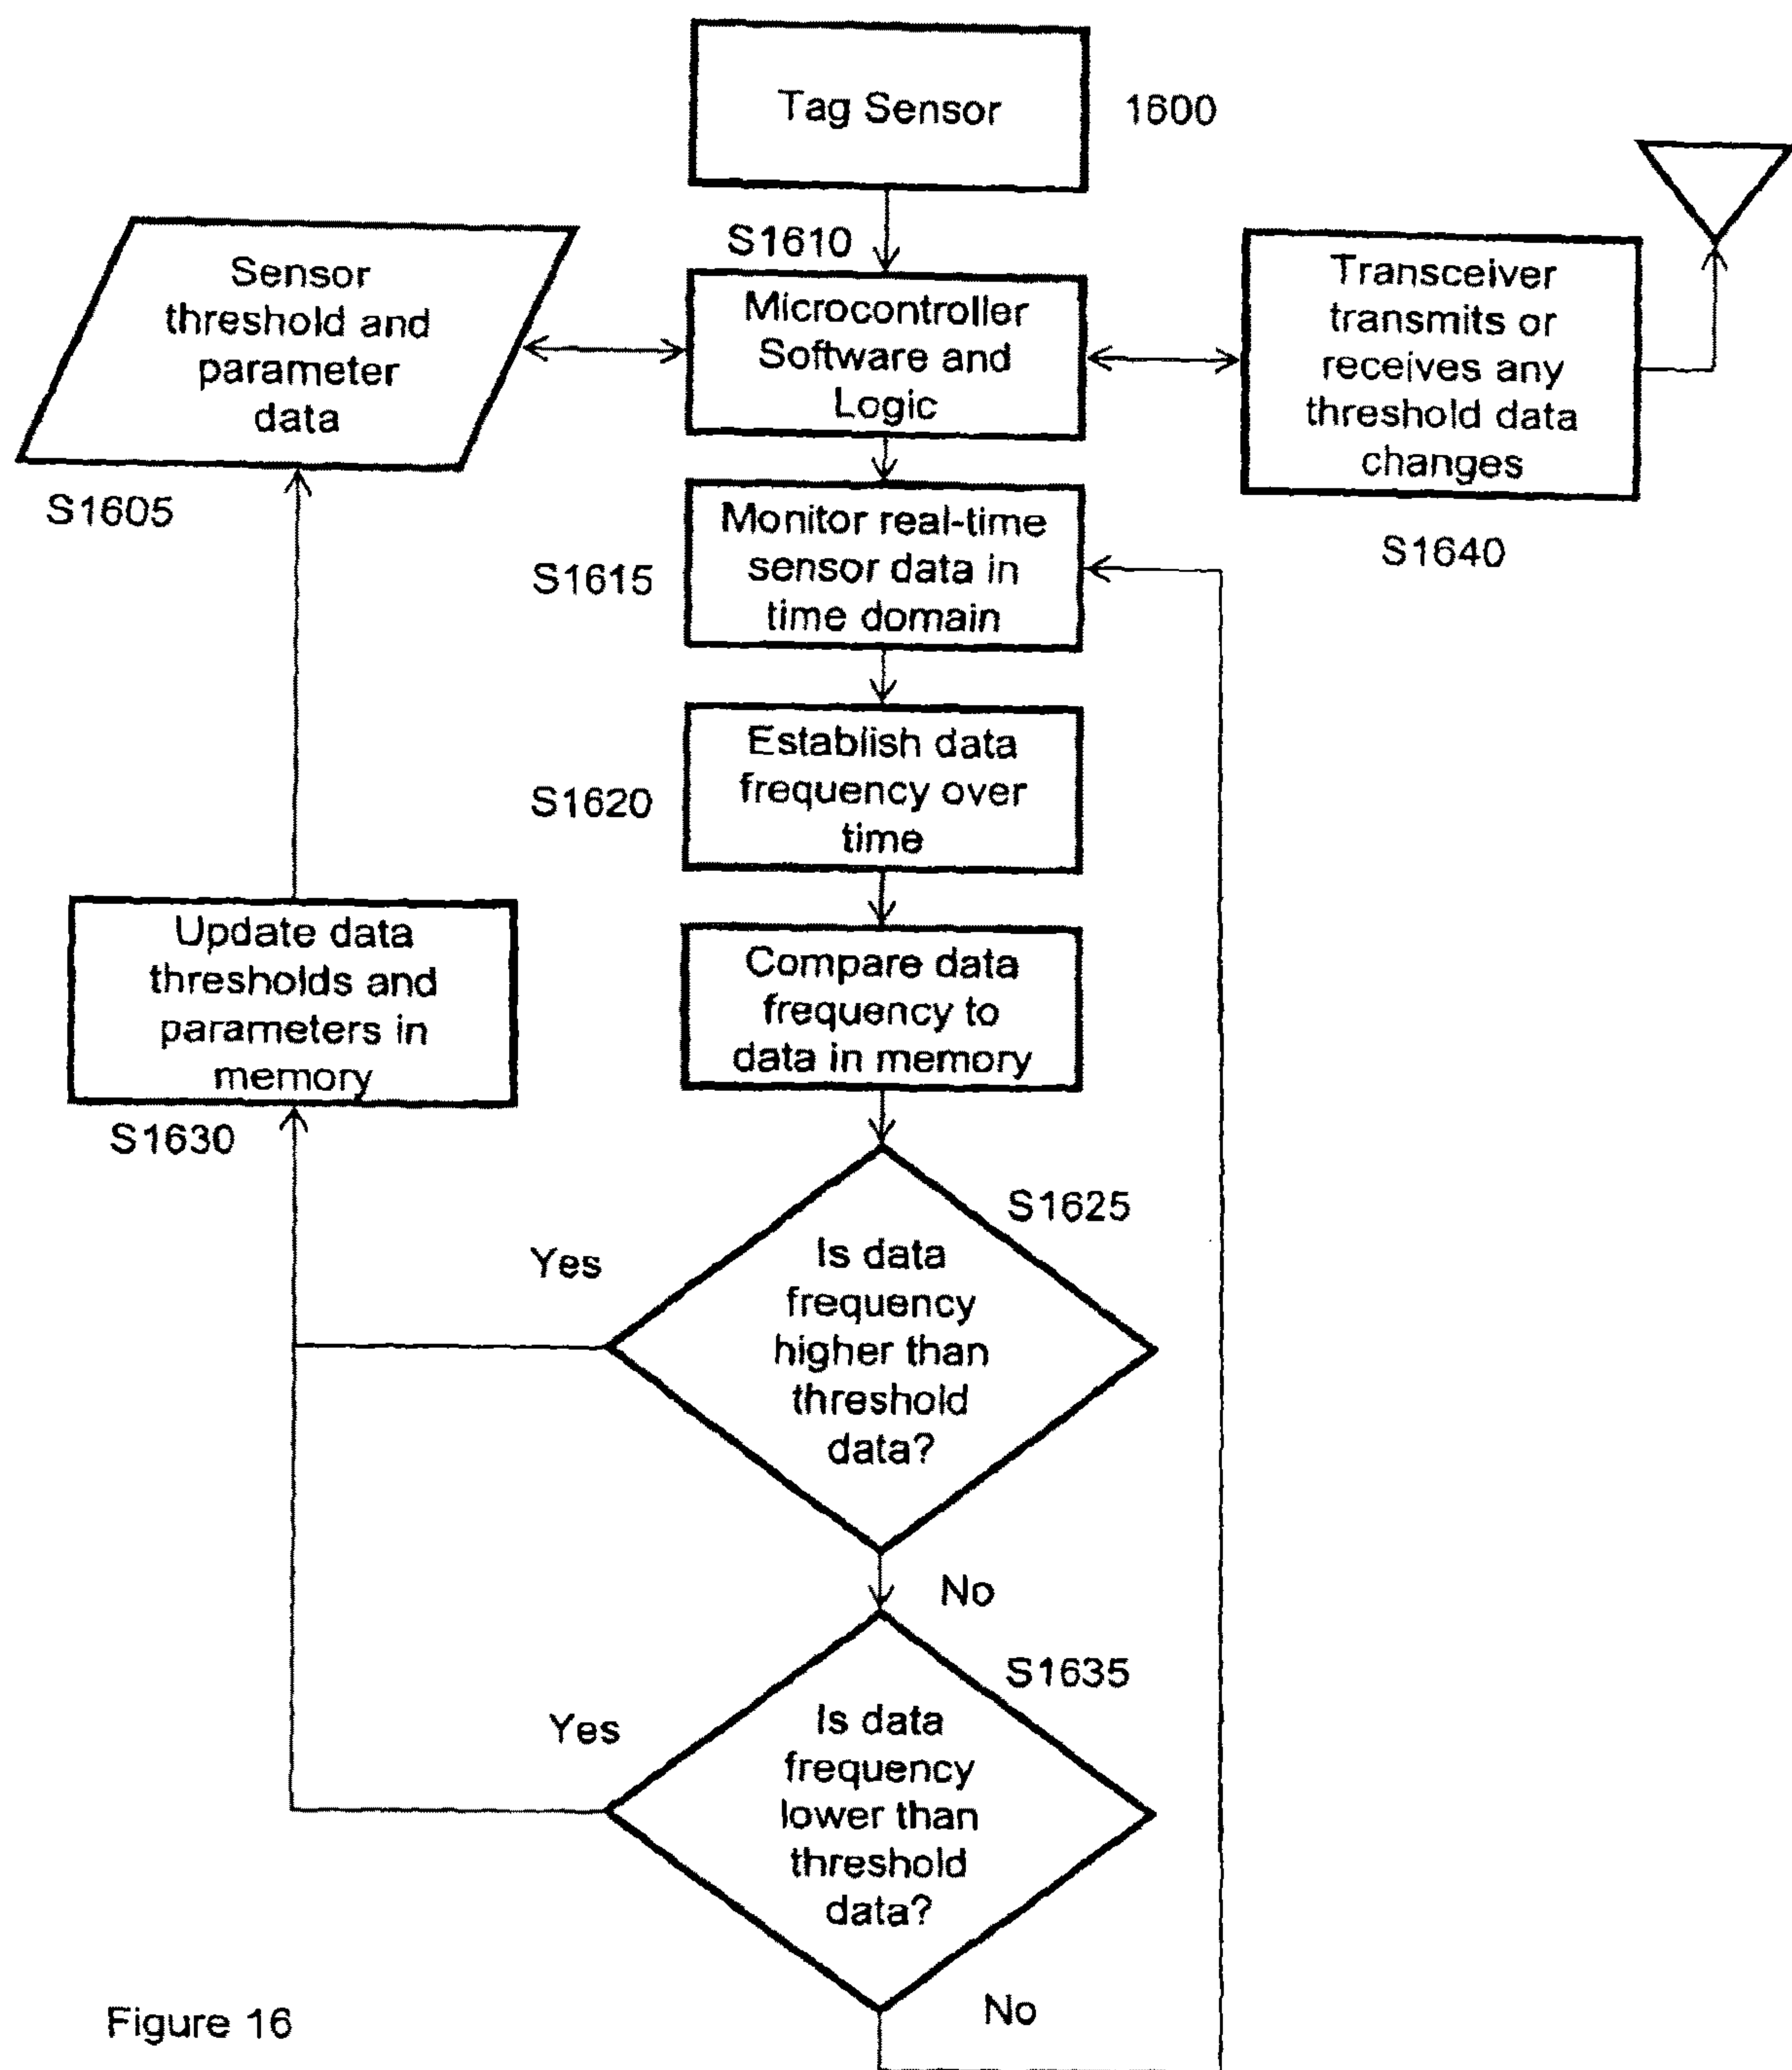 Tag Sensor
1600
S1610
Sensor
threshold and
parameter
data
S1605
Microcontroller
Software and
Logic
Transceiver
transmits or
receives any
threshold data
changes
S1640
Monitor real-time
sensor data in
time domain
S1615
Establish data
frequency over
time
S1620
Update data
thresholds and
parameters in
memory
S1630
Compare data
frequency to
data in memory
S1625
Yes
Is data
frequency
higher than
threshold
data?
No
S1635
Yes
Is data
frequency
lower than
threshold
data?
No
Figure 16